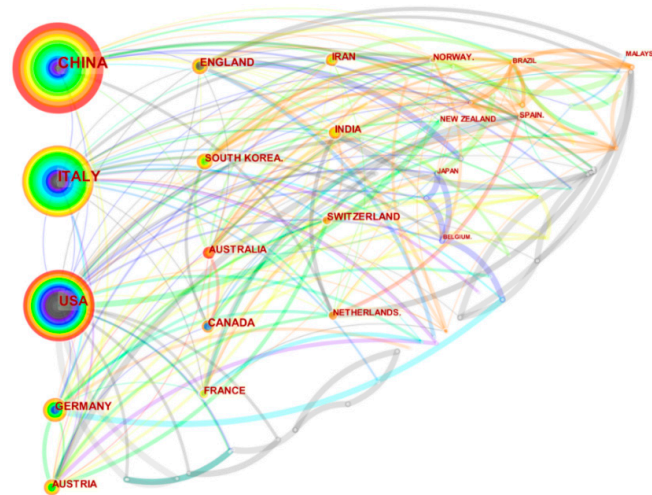 CHINA
ENGLAND
IRAN
NORWAY.
BRAZIL
MALAYS
NEW ZEALAND
SPAIN.
INDIA
SOUTH KOREA.
ITALY
JAPAN
SWITZERLAND
BELGIUM.
AUSTRALIA
USA
CANADA
NETHERLANDS.
FRANCE
GERMANY
AUSTRIA